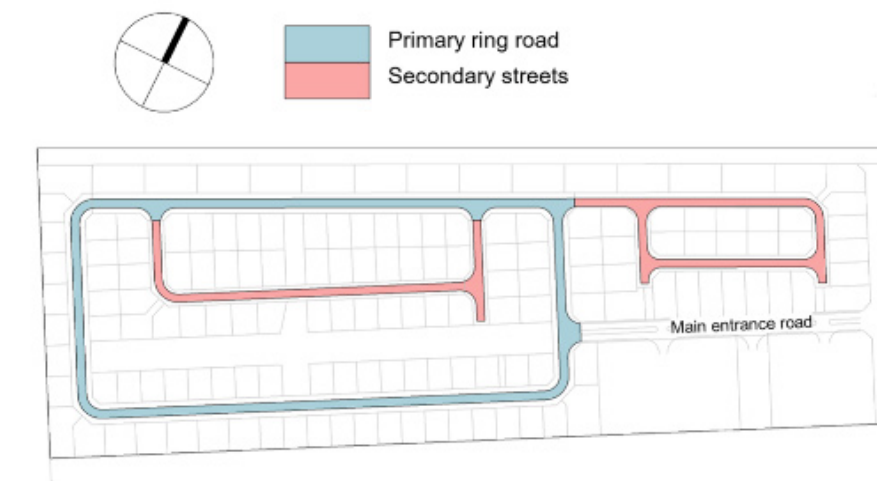 Primary ring road
Secondary streets
Main entrance road